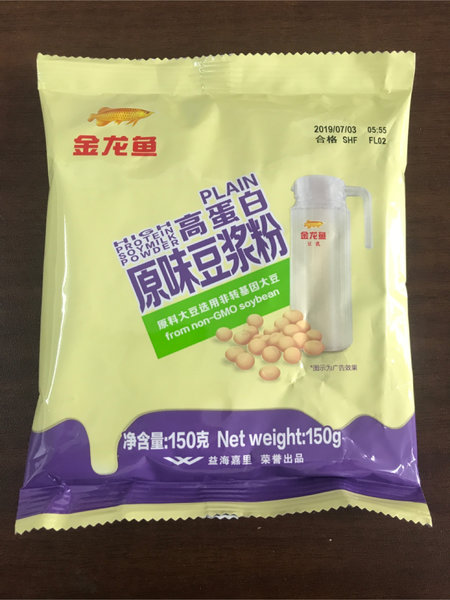 金龙鱼
2019/07/03 05:55
合格 SHF FL02
PLAIN
HIGH
PROTEIN
SOYMILK
POWDER
高蛋白
原味豆浆粉
原料大豆选用非转基因大豆
from non-GMO soybean
金龙鱼
豆乳
*图示为广告效果
净含量:150克 Net weight:150g
益海嘉里 荣誉出品